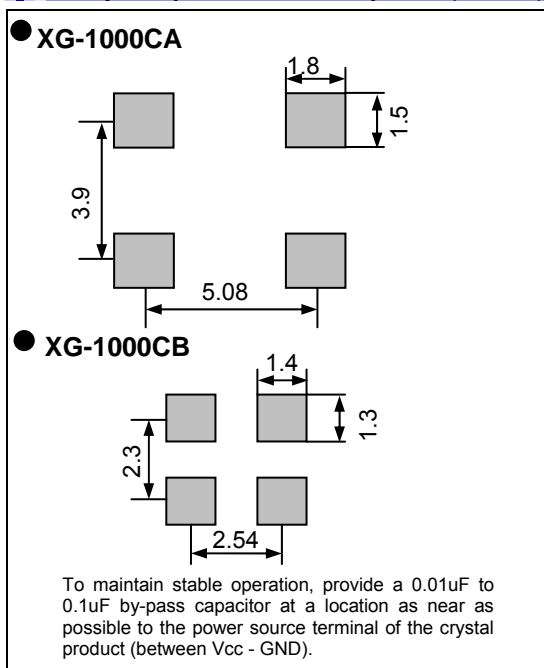 XG-1000CA
1.8
1.5
3.9
5.08
XG-1000CB
1.4
1.3
2.3
2.54
To maintain stable operation, provide a 0.01uF to
0.1uF by-pass capacitor at a location as near as
possible to the power source terminal of the crystal
product (between Vcc - GND).